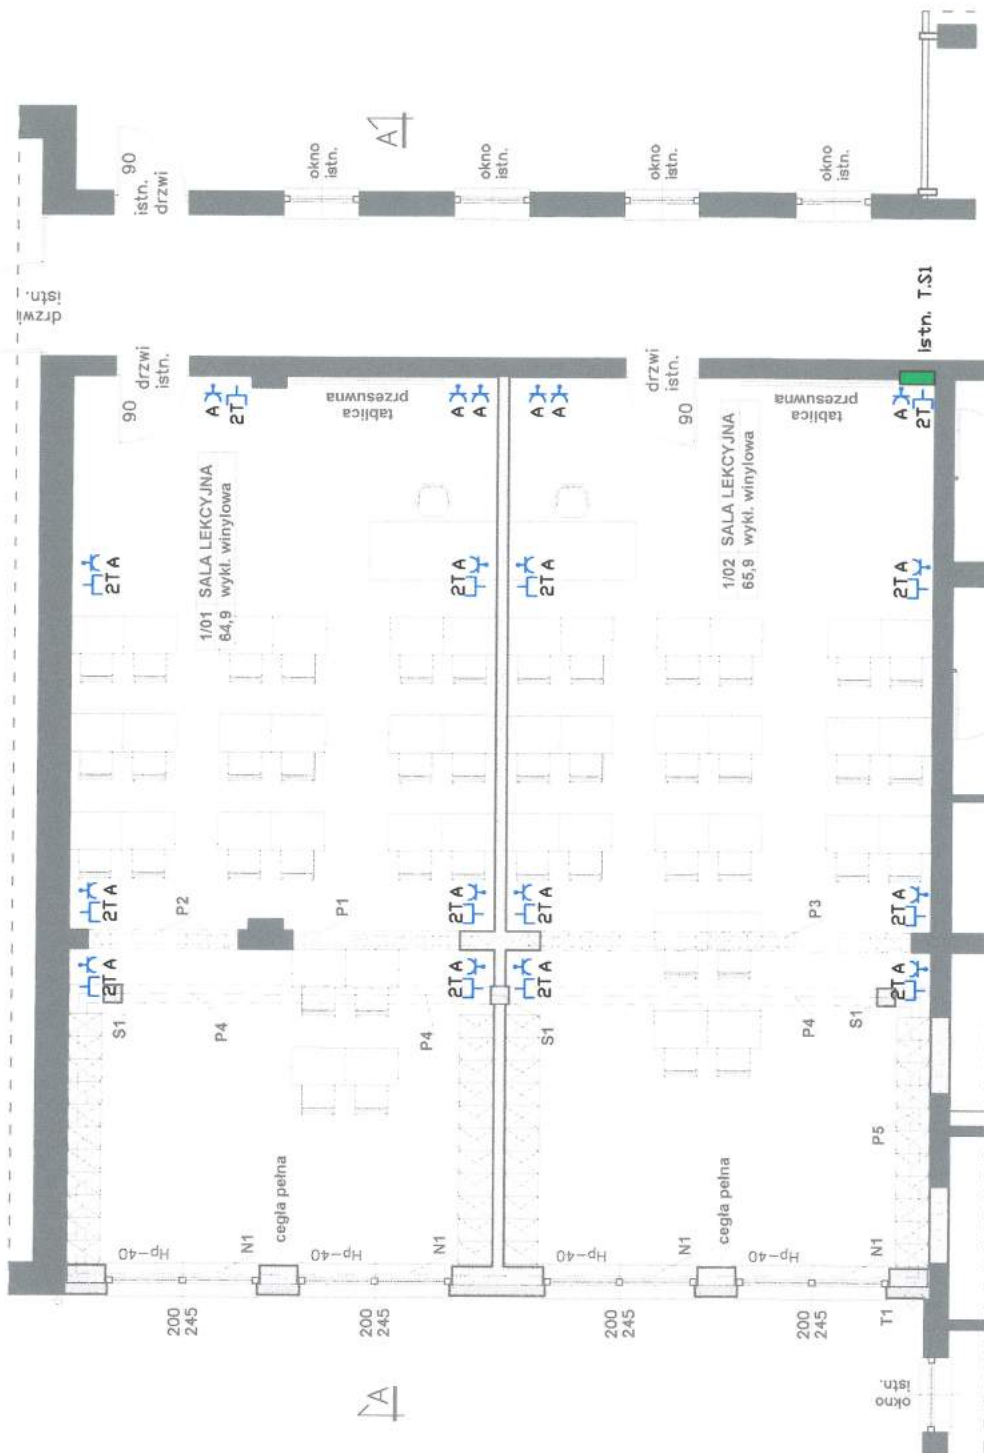 drzwi
istn.
90
istn.
drzwi
A
okno
istn.
okno
istn.
okno
istn.
okno
istn.
90
drzwi
istn.
A
2T
tablica
przesuwna
A
A
A
A
drzwi
istn.
90
tablica
przesuwna
A
2T
istn. T.S1
1/01 SALA LEKCYJNA
64,9 wykł. winylowa
1/02 SALA LEKCYJNA
65,9 wykł. winylowa
2T A
2T A
2T A
2T A
2T A
2T A
2T A
2T A
P2
P1
P3
2T A
2T A
2T A
2T A
S1
P4
P4
S1
P4
S1
P5
cegła pełna
cegła pełna
Hp-40
N1
Hp-40
N1
Hp-40
N1
Hp-40
N1
200
245
200
245
200
245
200
245
T1
A
okno
istn.